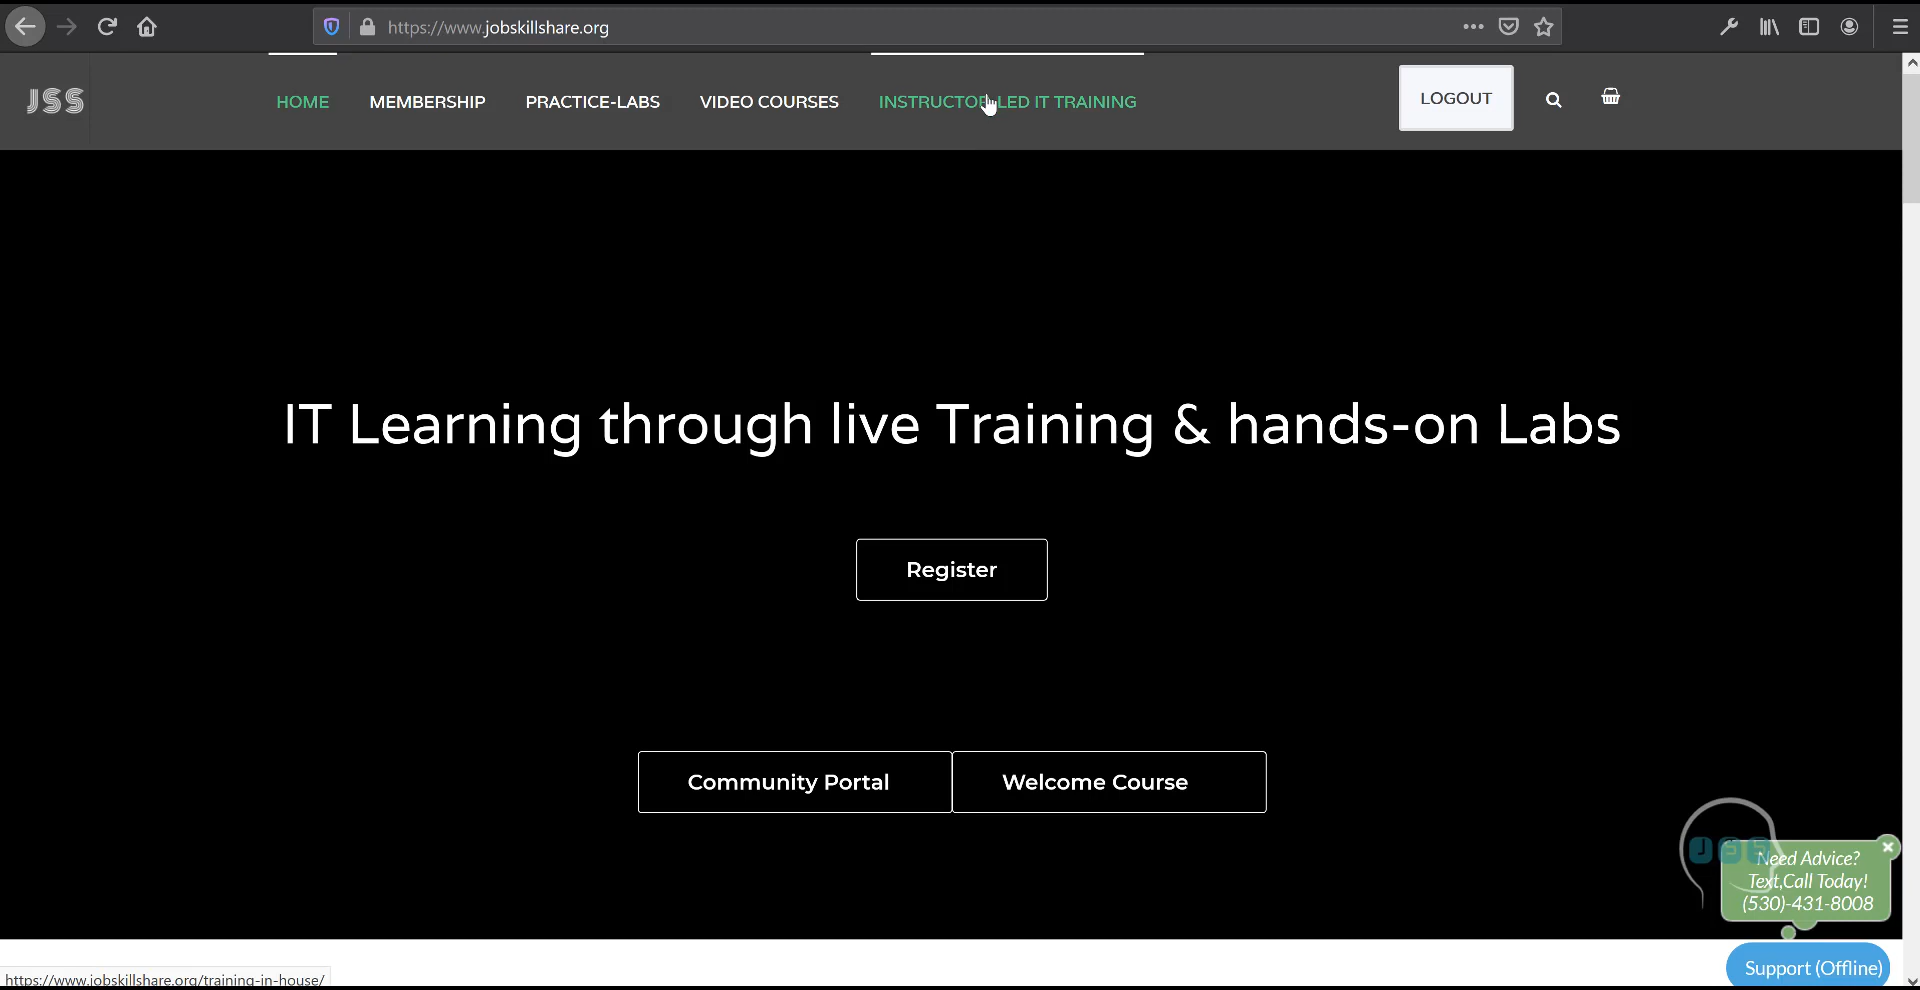 https://www.jobskillshare.org
JSS
HOME
MEMBERSHIP
PRACTICE-LABS
VIDEO COURSES
INSTRUCTOR-LED IT TRAINING
LOGOUT
IT Learning through live Training & hands-on Labs
Register
Community Portal
Welcome Course
JSS
Need Advice?
Text,Call Today!
(530)-431-8008
Support (Offline)
https://www.jobskillshare.org/training-in-house/